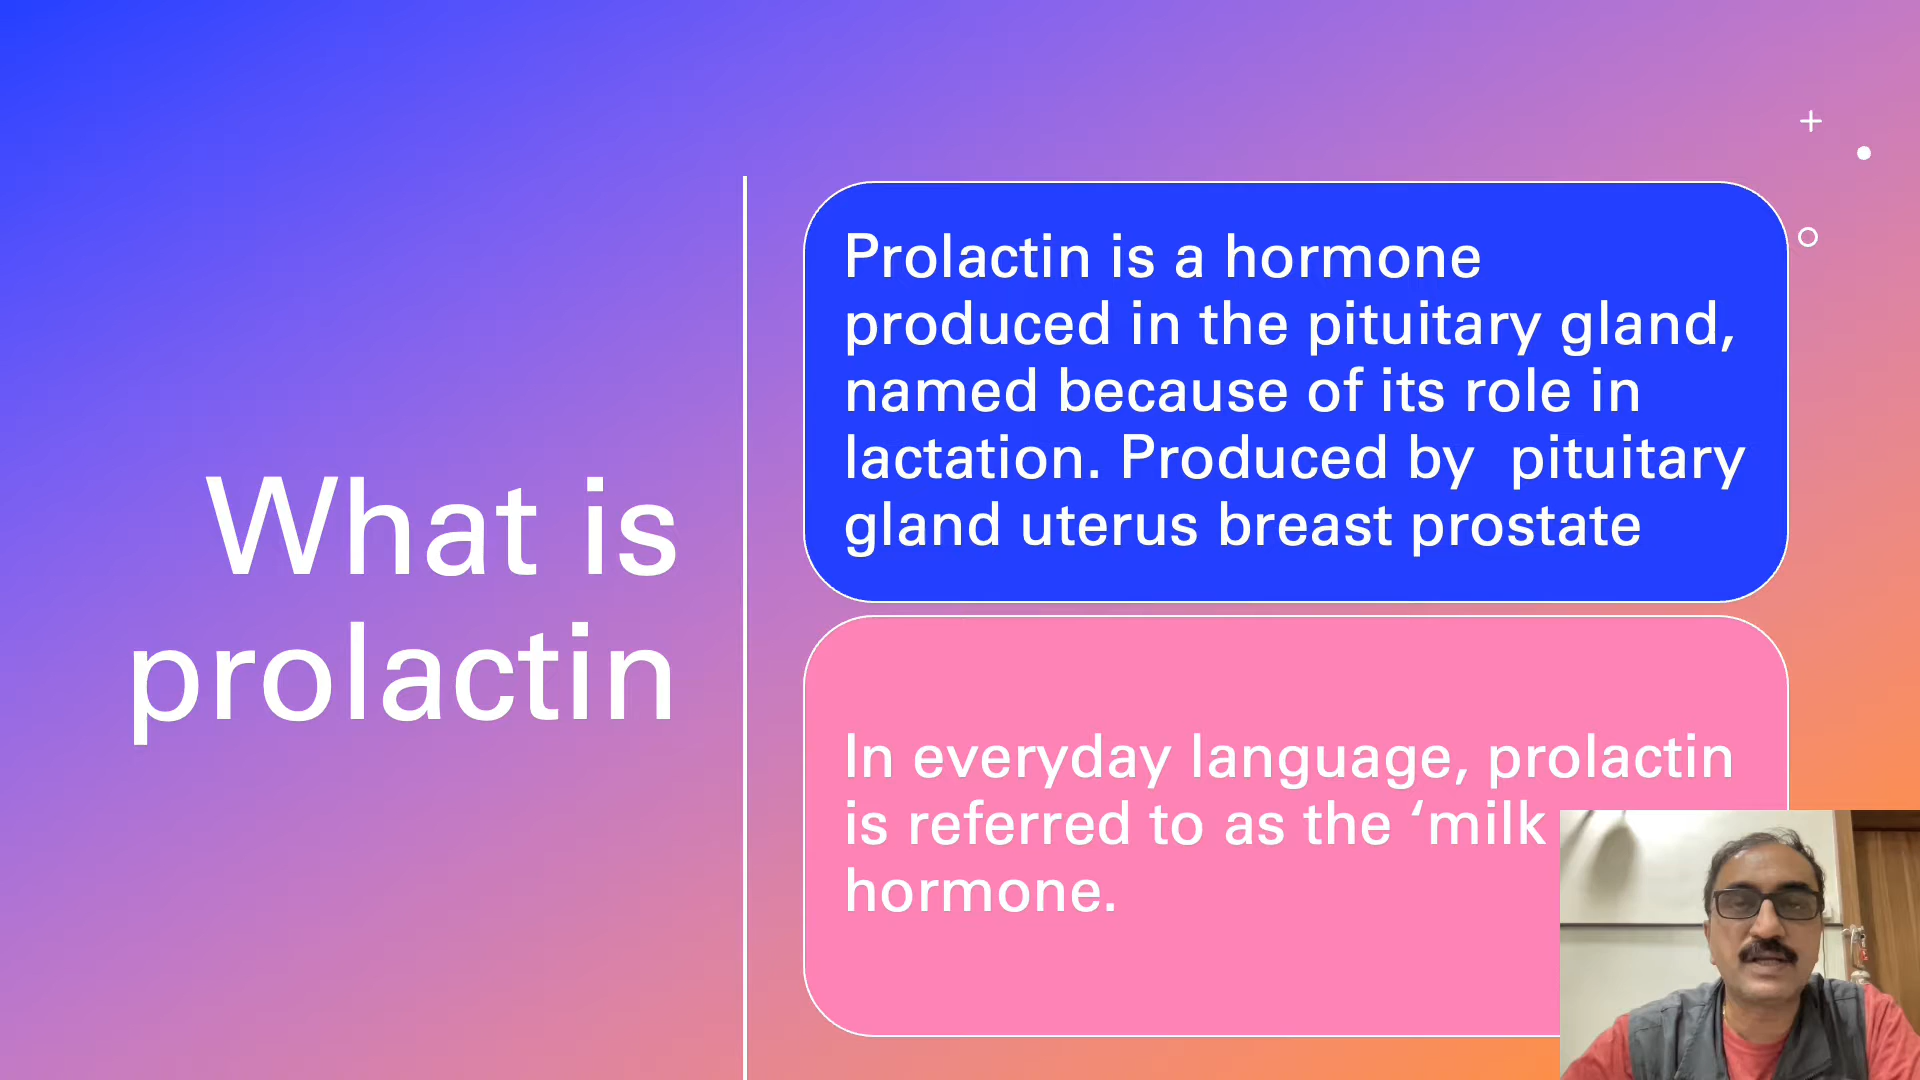 What is
prolactin
Prolactin is a hormone
produced in the pituitary gland,
named because of its role in
lactation. Produced by  pituitary
gland uterus breast prostate
In everyday language, prolactin
is referred to as the ‘milk
hormone.